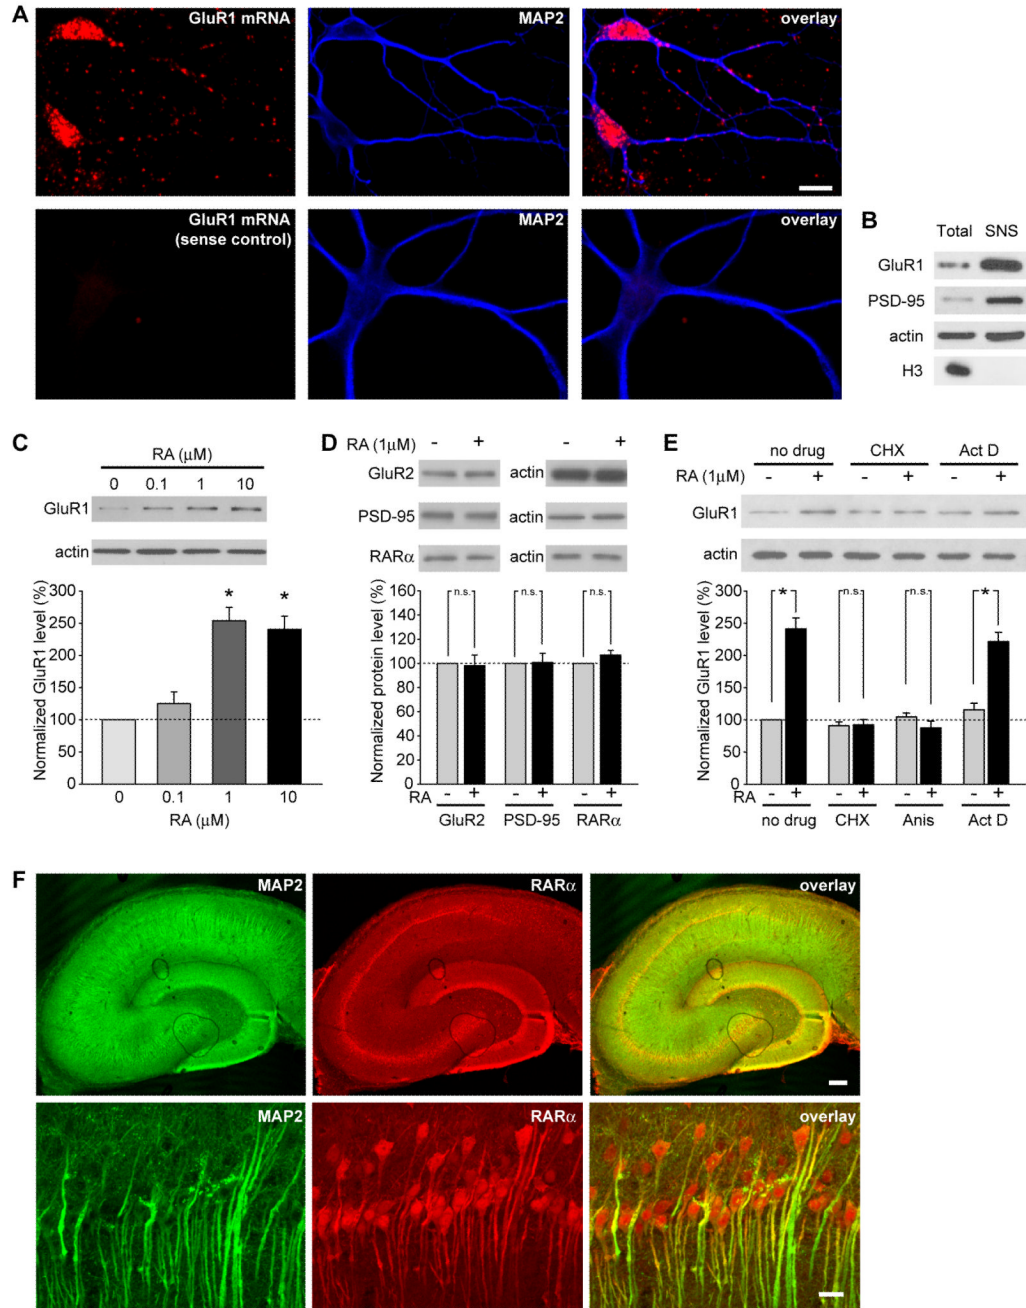 A
GluR1 mRNA
MAP2
overlay
GluR1 mRNA
(sense control)
MAP2
overlay
B
Total SNS
GluR1
PSD-95
actin
H3
C
RA (μM)
0 0.1 1 10
GluR1
actin
Normalized GluR1 level (%)
300
250
200
150
100
50
0
* *
0 0.1 1 10
RA (μM)
D
RA (1μM) - + - +
GluR2 actin
PSD-95 actin
RARα actin
Normalized protein level (%)
160
140
120
100
80
60
40
20
0
n.s. n.s. n.s.
RA - + - + - +
GluR2 PSD-95 RARα
E
no drug CHX Act D
RA (1μM) - + - + - +
GluR1
actin
Normalized GluR1 level (%)
300
250
200
150
100
50
0
* n.s. n.s. *
RA - + - + - + - +
no drug CHX Anis Act D
F
MAP2
RARα
overlay
MAP2
RARα
overlay